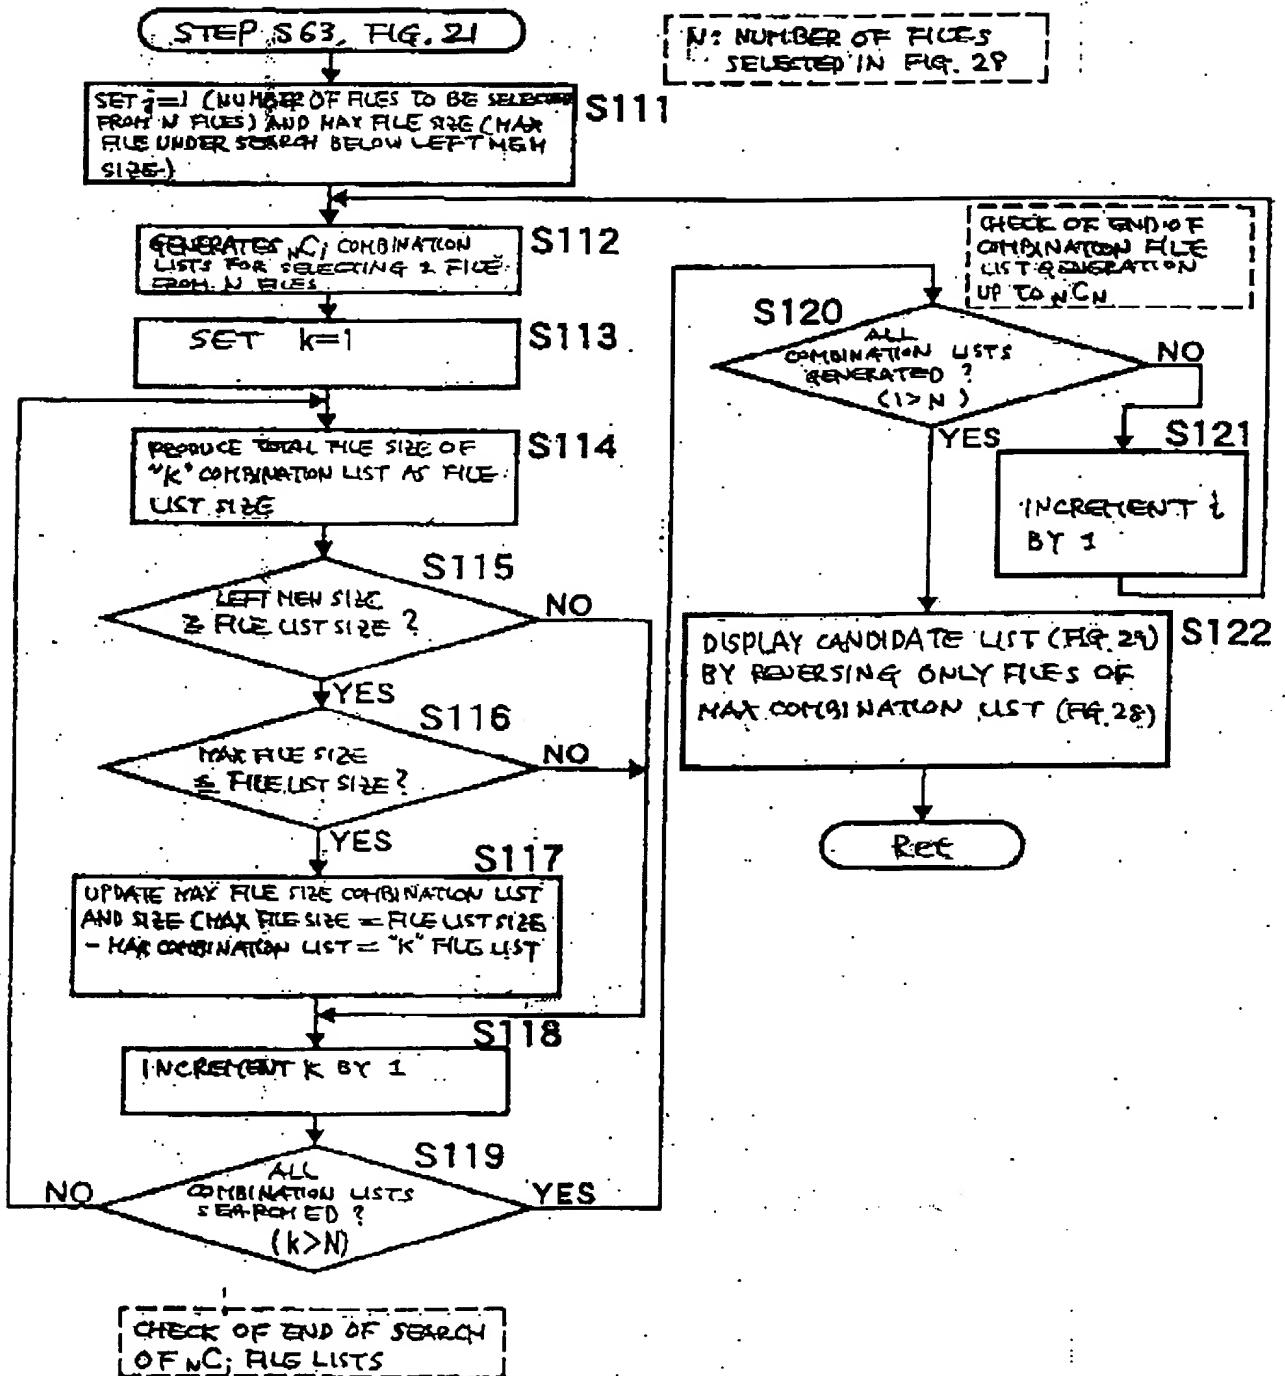 STEP S63, FIG. 21
N: NUMBER OF FILES
SELECTED IN FIG. 28
SET i=1 (NUMBER OF FILES TO BE SELECTED
FROM N FILES) AND MAX FILE SIZE (MAX
FILE UNDER SEARCH BELOW LEFT MEM
SIZE)
S111
GENERATES NCi COMBINATION
LISTS FOR SELECTING i FILE
FROM N FILES
S112
SET k=1
S113
PRODUCE TOTAL FILE SIZE OF
"K" COMBINATION LIST AS FILE
LIST SIZE
S114
S115
LEFT MEM SIZE
≧ FILE LIST SIZE ?
NO
YES
S116
MAX FILE SIZE
≦ FILE LIST SIZE ?
NO
YES
S117
UPDATE MAX FILE SIZE COMBINATION LIST
AND SIZE (MAX FILE SIZE = FILE LIST SIZE
- MAX COMBINATION LIST = "K" FILE LIST
S118
INCREMENT K BY 1
S119
ALL
COMBINATION LISTS
SEARCHED ?
(k>N)
NO
YES
CHECK OF END OF SEARCH
OF NCi FILE LISTS
CHECK OF END OF
COMBINATION FILE
LIST GENERATION
UP TO NCN
S120
ALL
COMBINATION LISTS
GENERATED ?
(i>N)
NO
YES
S121
INCREMENT i
BY 1
S122
DISPLAY CANDIDATE LIST (FIG. 29)
BY REVERSING ONLY FILES OF
MAX COMBINATION LIST (FIG. 28)
Ret